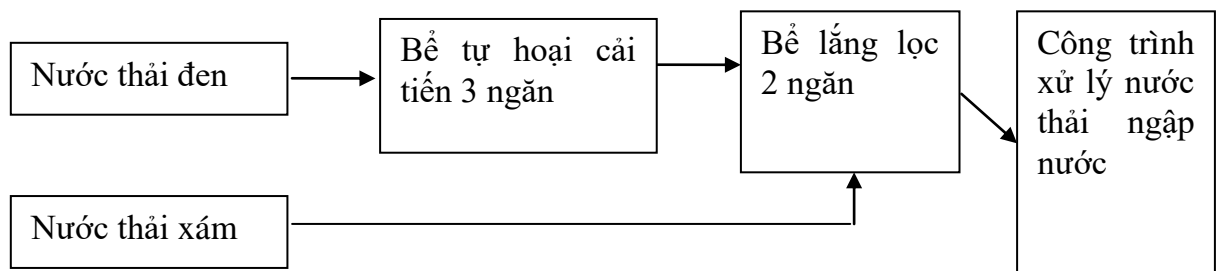 Nước thải đen
Bể tự hoại cải
tiến 3 ngăn
Bể lắng lọc
2 ngăn
Công trình
xử lý nước
thải ngập
nước
Nước thải xám